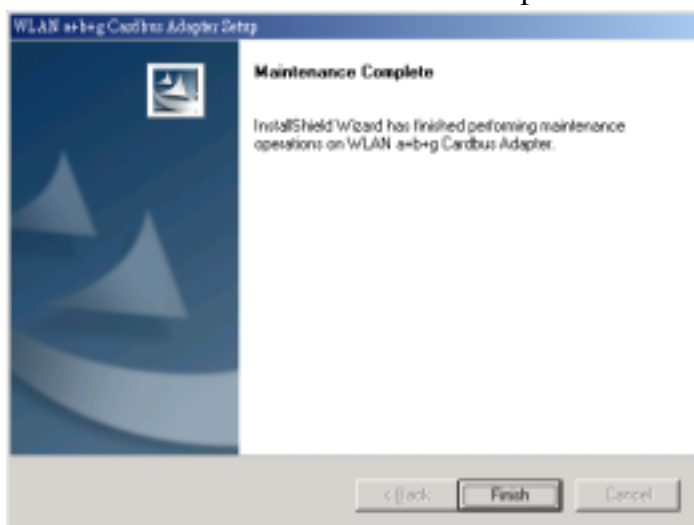 WLAN a+b+g Cardbus Adapter Setup
Maintenance Complete
InstallShield Wizard has finished performing maintenance
operations on WLAN a+b+g Cardbus Adapter.
< Back
Finish
Cancel